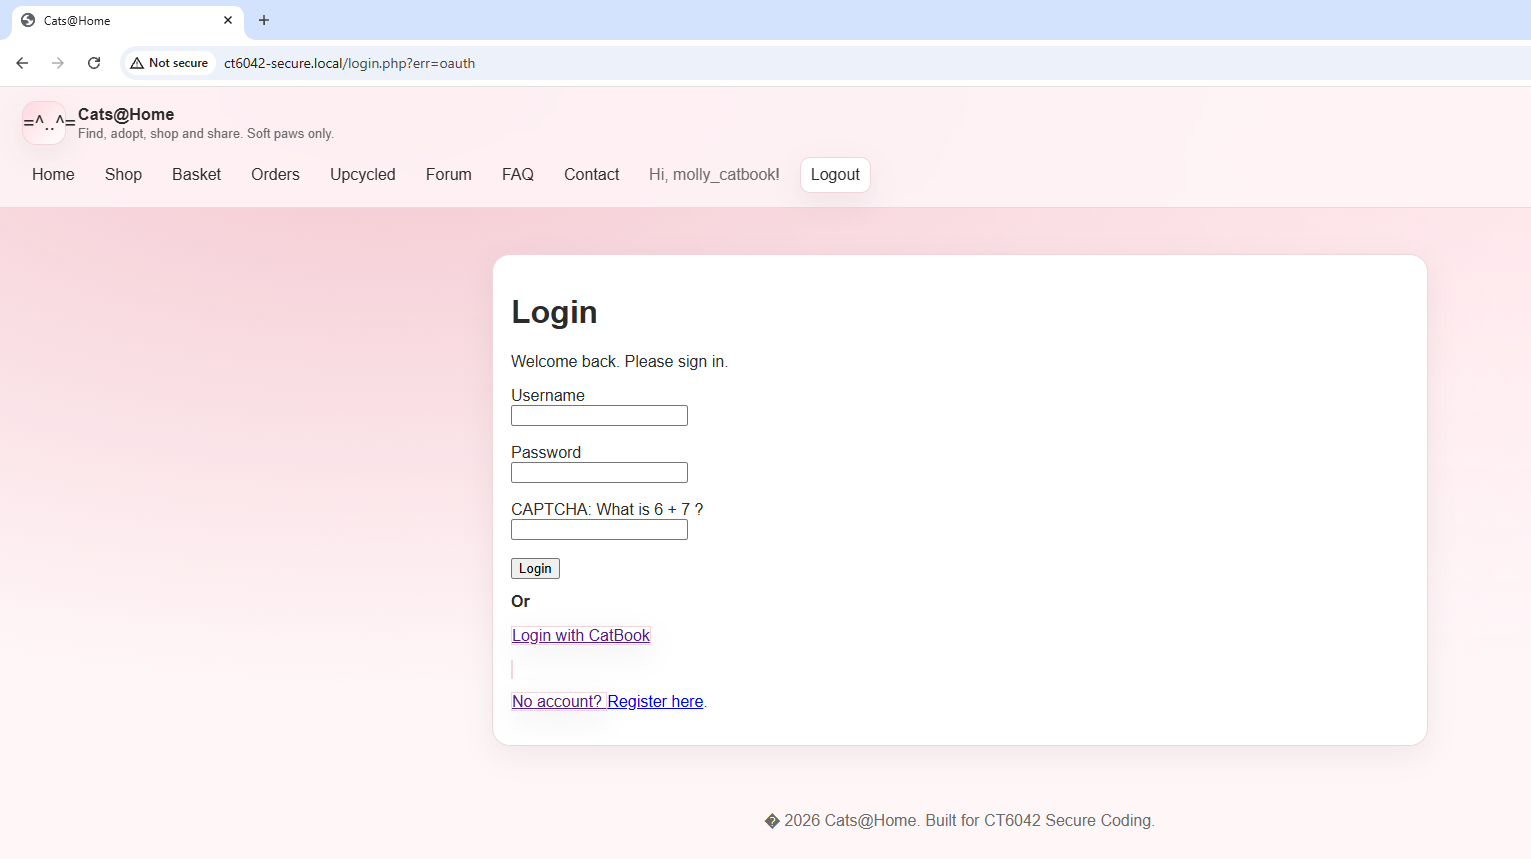 Cats@Home
Not secure ct6042-secure.local/login.php?err=oauth
=^..^=
Cats@Home
Find, adopt, shop and share. Soft paws only.
Home Shop Basket Orders Upcycled Forum FAQ Contact Hi, molly_catbook! Logout
Login
Welcome back. Please sign in.
Username
Password
CAPTCHA: What is 6 + 7 ?
Login
Or
Login with CatBook
No account? Register here.
� 2026 Cats@Home. Built for CT6042 Secure Coding.